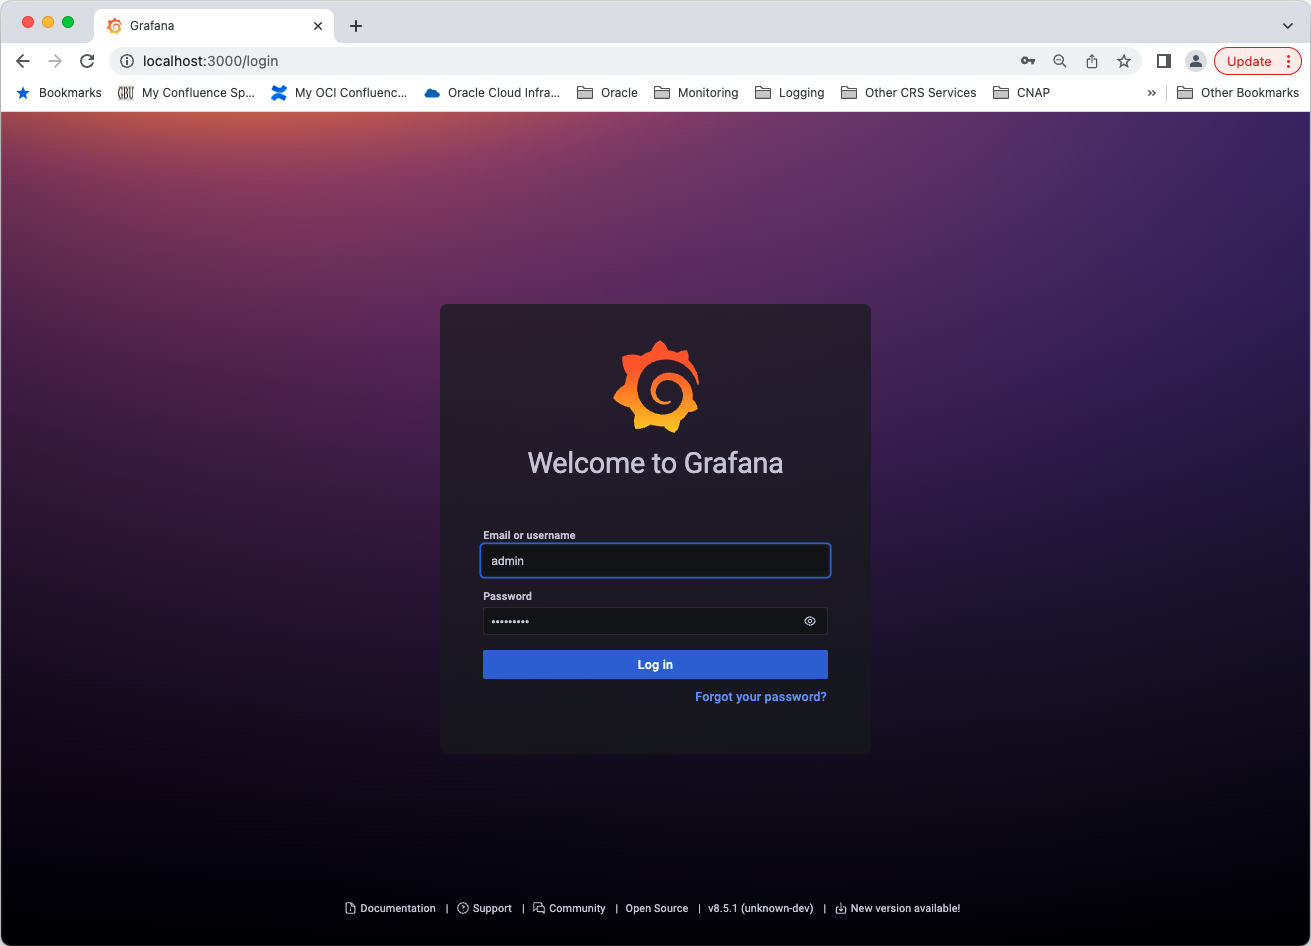 Grafana
localhost:3000/login
Update
Bookmarks
GBU
My Confluence Sp...
My OCI Confluenc...
Oracle Cloud Infra...
Oracle
Monitoring
Logging
Other CRS Services
CNAP
»
Other Bookmarks
Welcome to Grafana
Email or username
admin
Password
•••••••••
Log in
Forgot your password?
Documentation | Support | Community | Open Source | v8.5.1 (unknown-dev) | New version available!